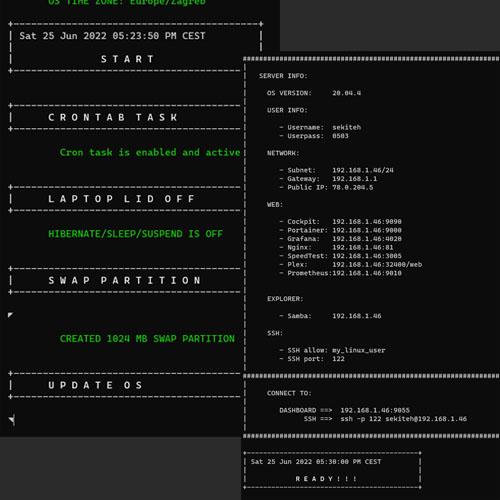 OS TIME ZONE: Europe/Zagreb
Sat 25 Jun 2022 05:23:50 PM CEST
START
CRONTAB TASK
Cron task is enabled and active
LAPTOP LID OFF
HIBERNATE/SLEEP/SUSPEND IS OFF
SWAP PARTITION
CREATED 1024 MB SWAP PARTITION
UPDATE OS
SERVER INFO:
OS VERSION: 20.04.4
USER INFO:
- Username: sekiteh
- Userpass: 0503
NETWORK:
- Subnet: 192.168.1.46/24
- Gateway: 192.168.1.1
- Public IP: 78.0.204.5
WEB:
- Cockpit: 192.168.1.46:9090
- Portainer: 192.168.1.46:9000
- Grafana: 192.168.1.46:4020
- Nginx: 192.168.1.46:81
- SpeedTest: 192.168.1.46:3005
- Plex: 192.168.1.46:32400/web
- Prometheus:192.168.1.46:9010
EXPLORER:
- Samba: 192.168.1.46
SSH:
- SSH allow: my_linux_user
- SSH port: 122
CONNECT TO:
DASHBOARD ==> 192.168.1.46:9055
SSH ==> ssh -p 122 sekiteh@192.168.1.46
Sat 25 Jun 2022 05:30:00 PM CEST
READY!!!